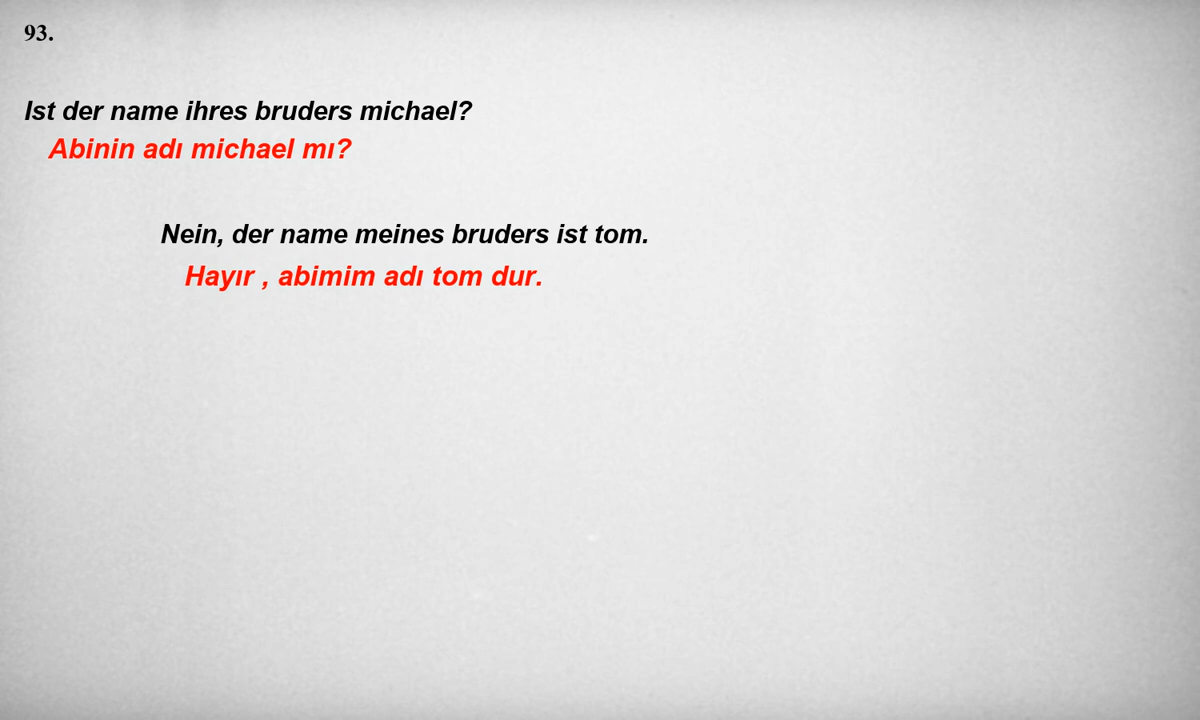 93.
Ist der name ihres bruders michael?
Abinin adı michael mı?
Nein, der name meines bruders ist tom.
Hayır , abimim adı tom dur.